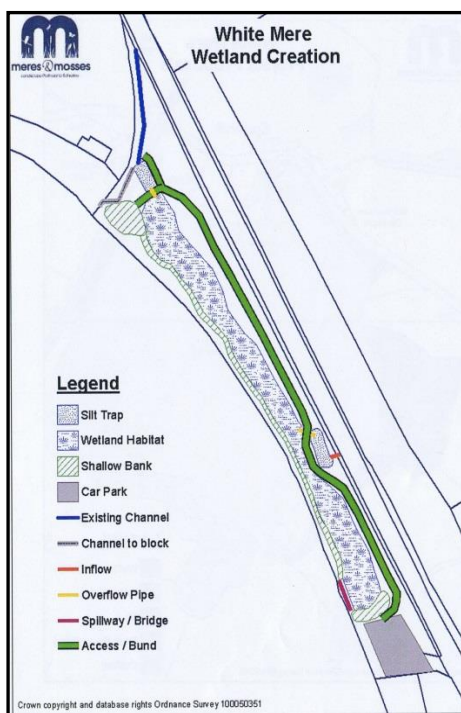 White Mere
Wetland Creation
meres & mosses
Legend
Silt Trap
Wetland Habitat
Shallow Bank
Car Park
Existing Channel
Channel to block
Inflow
Overflow Pipe
Spillway / Bridge
Access / Bund
Crown copyright and database rights Ordnance Survey 100050351